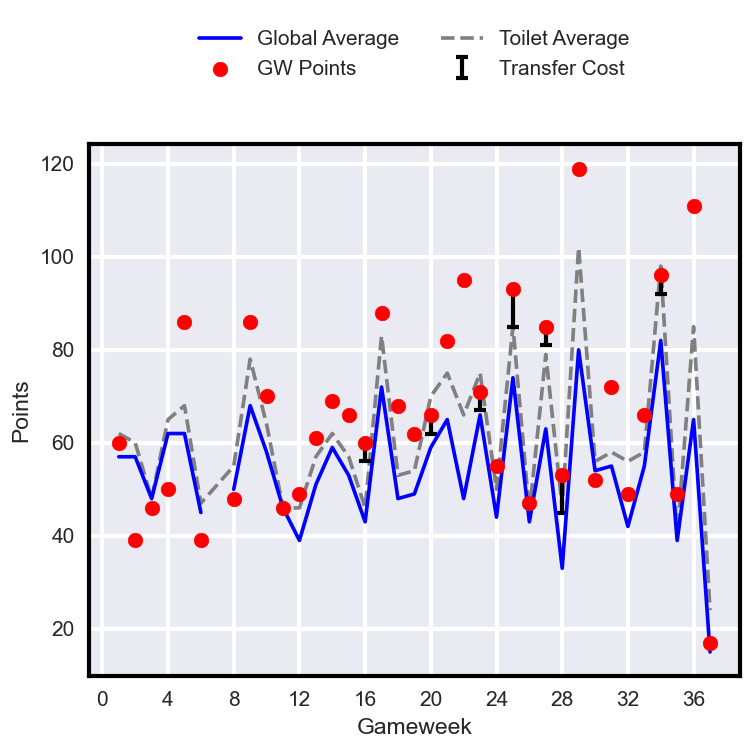 Global Average
Toilet Average
GW Points
Transfer Cost
120
100
80
60
40
20
Points
0 4 8 12 16 20 24 28 32 36
Gameweek